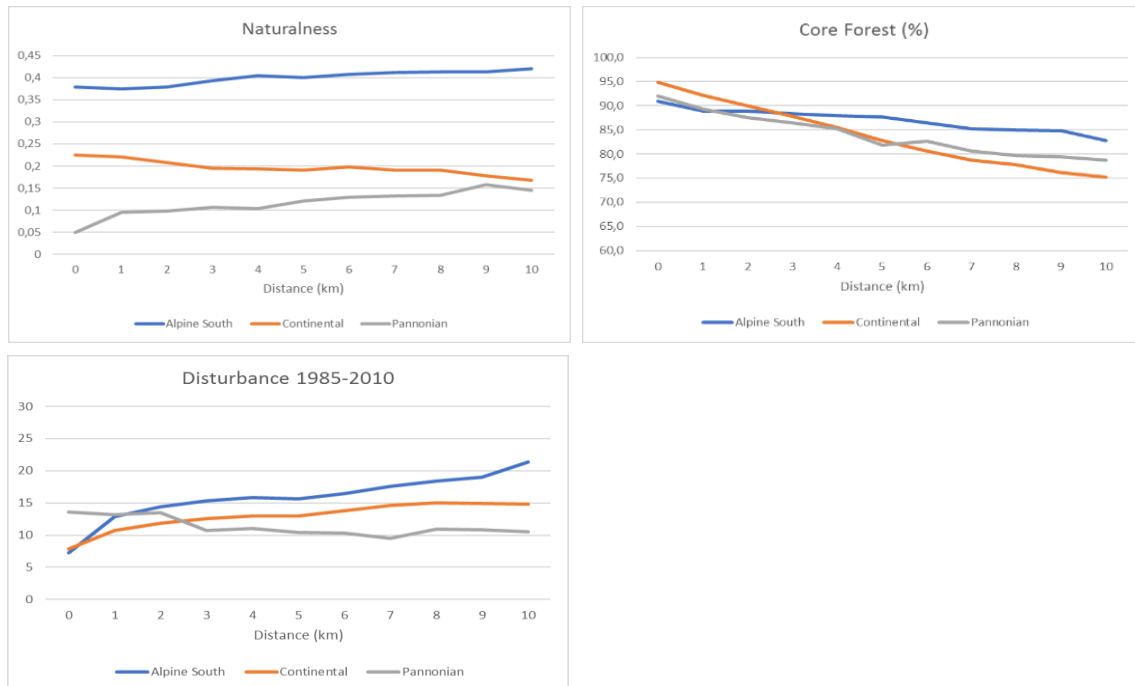 Naturalness
0,45
0,4
0,35
0,3
0,25
0,2
0,15
0,1
0,05
0
0 1 2 3 4 5 6 7 8 9 10
Distance (km)
Alpine South Continental Pannonian
Core Forest (%)
100,0
95,0
90,0
85,0
80,0
75,0
70,0
65,0
60,0
0 1 2 3 4 5 6 7 8 9 10
Distance (km)
Alpine South Continental Pannonian
Disturbance 1985-2010
30
25
20
15
10
5
0
0 1 2 3 4 5 6 7 8 9 10
Distance (km)
Alpine South Continental Pannonian